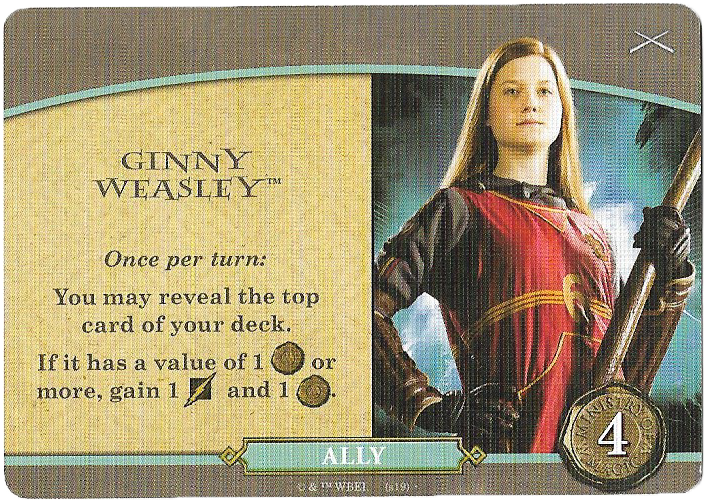 GINNY
WEASLEY™
Once per turn:
You may reveal the top
card of your deck.
If it has a value of 1 or
more, gain 1 and 1 .
4
ALLY
© & ™ WBEI. (s19)